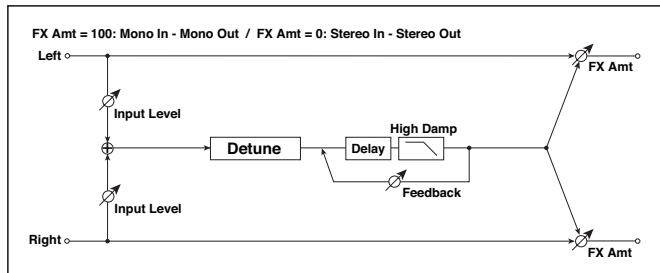 FX Amt = 100: Mono In - Mono Out / FX Amt = 0: Stereo In - Stereo Out
Left
FX Amt
Input Level
High Damp
Detune
Delay
Feedback
Input Level
Right
FX Amt